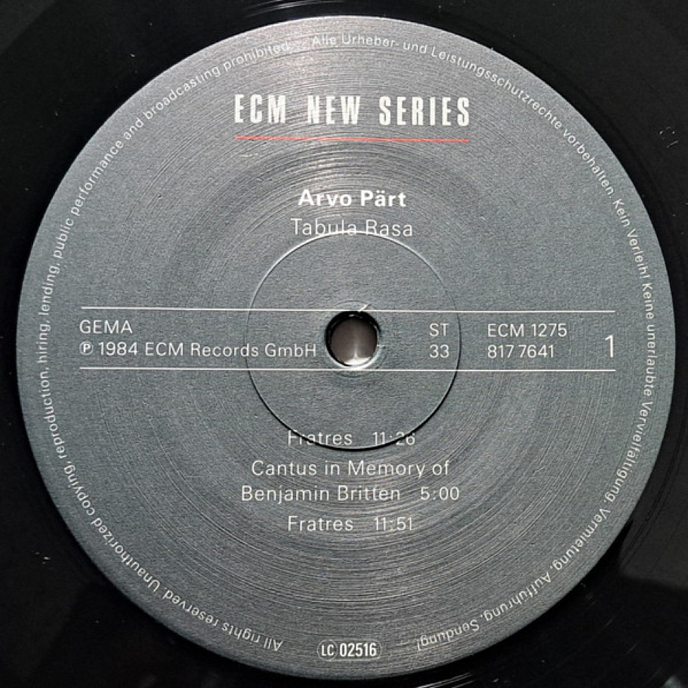 ECM NEW SERIES
Arvo Pärt
Tabula Rasa
GEMA
℗ 1984 ECM Records GmbH
ST
33
ECM 1275
817 7641
1
Fratres 11:26
Cantus in Memory of
Benjamin Britten 5:00
Fratres 11:51
LC 02516
All rights reserved. Unauthorized copying, reproduction, hiring, lending, public performance and broadcasting prohibited. Alle Urheber- und Leistungsschutzrechte vorbehalten. Kein Verleih! Keine unerlaubte Vervielfältigung, Vermietung, Aufführung, Sendung!